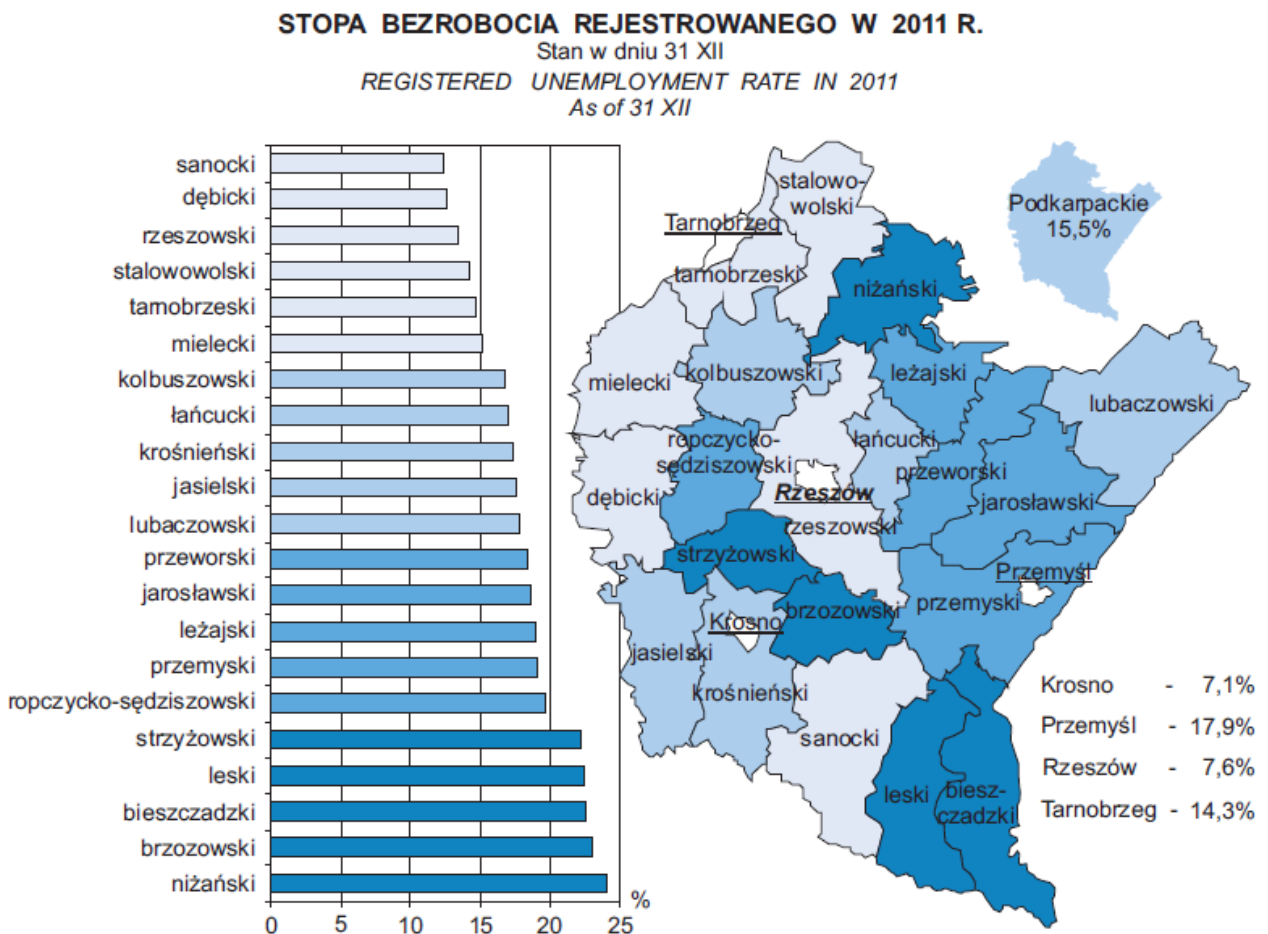 STOPA BEZROBOCIA REJESTROWANEGO W 2011 R.
Stan w dniu 31 XII
REGISTERED UNEMPLOYMENT RATE IN 2011
As of 31 XII
sanocki
dębicki
rzeszowski
stalowowolski
tarnobrzeski
mielecki
kolbuszowski
łańcucki
krośnieński
jasielski
lubaczowski
przeworski
jarosławski
leżajski
przemyski
ropczycko-sędziszowski
strzyżowski
leski
bieszczadzki
brzozowski
niżański
%
0 5 10 15 20 25
stalowo-
wolski
Tarnobrzeg
tarnobrzeski
niżański
mielecki
kolbuszowski
leżajski
lubaczowski
ropczycko-
sędziszowski
łańcucki
przeworski
jarosławski
dębicki
Rzeszów
rzeszowski
strzyżowski
Przemyśl
przemyski
brzozowski
Krosno
jasielski
krośnieński
sanocki
leski
biesz-
czadzki
Podkarpackie
15,5%
Krosno - 7,1%
Przemyśl - 17,9%
Rzeszów - 7,6%
Tarnobrzeg - 14,3%